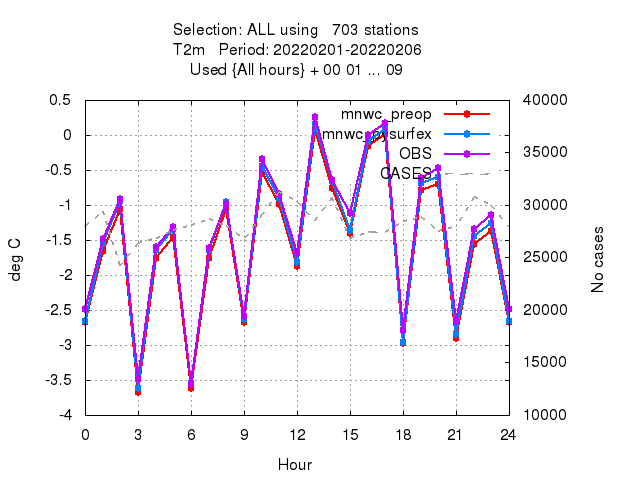 Selection: ALL using 703 stations
T2m Period: 20220201-20220206
Used {All hours} + 00 01 ... 09
0.5 40000
mnwc_preop
0 mnwc_
surfex 35000
OBS
-0.5 CASES
-1 30000
-1.5 25000
deg C
No cases
-2
-2.5 20000
-3
-3.5 15000
-4 10000
0 3 6 9 12 15 18 21 24
Hour